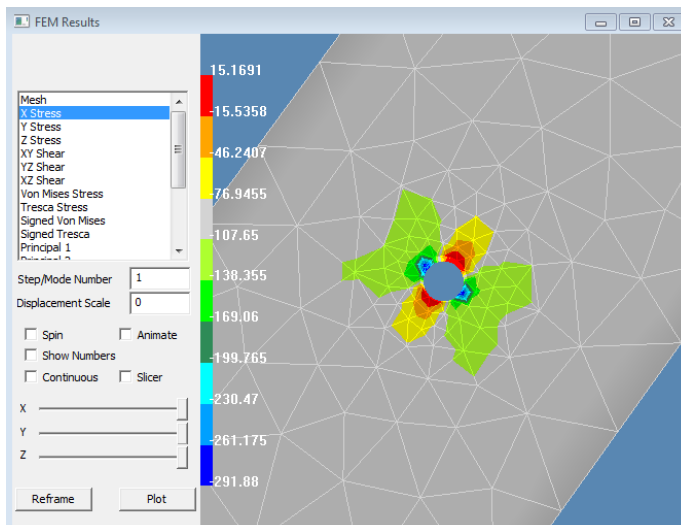 FEM Results
Mesh
X Stress
Y Stress
Z Stress
XY Shear
YZ Shear
XZ Shear
Von Mises Stress
Tresca Stress
Signed Von Mises
Signed Tresca
Principal 1
Principal 2
Step/Mode Number 1
Displacement Scale 0
Spin Animate
Show Numbers
Continuous Slicer
X
Y
Z
Reframe Plot
15.1691
-15.5358
-46.2407
-76.9455
-107.65
-138.355
-169.06
-199.765
-230.47
-261.175
-291.88